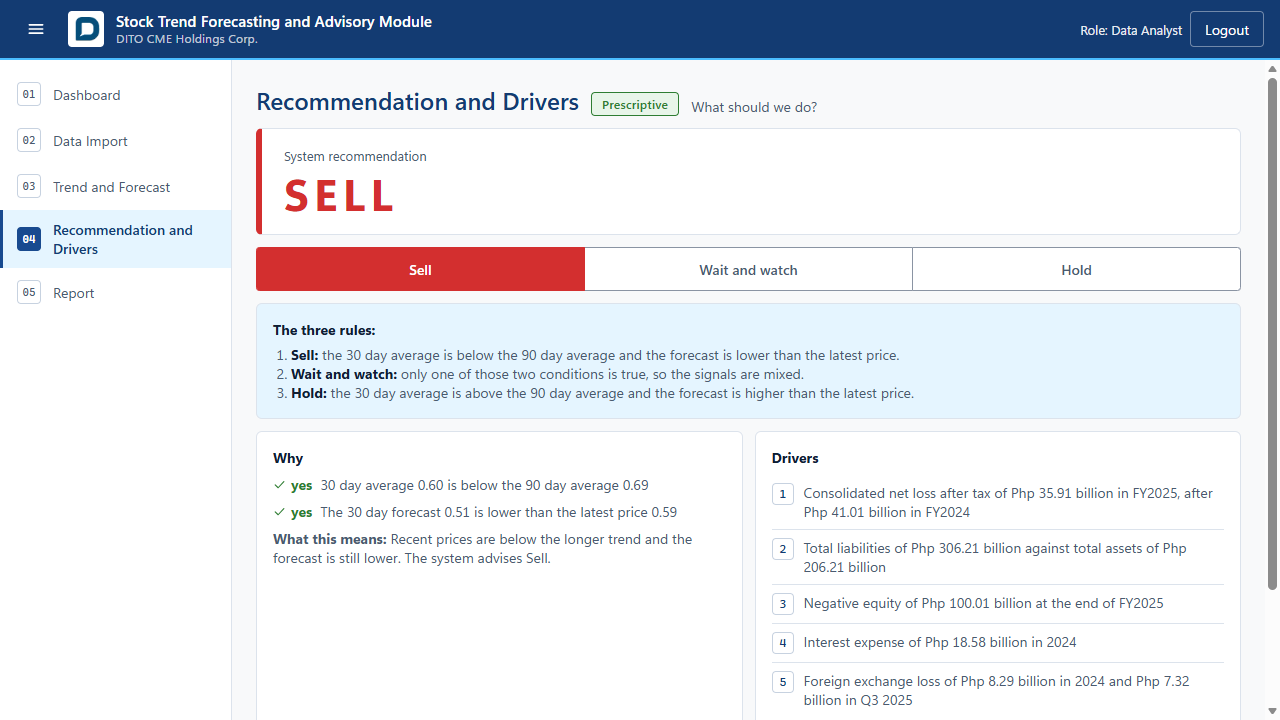 Stock Trend Forecasting and Advisory Module
DITO CME Holdings Corp.
Role: Data Analyst
Logout
01 Dashboard
02 Data Import
03 Trend and Forecast
04 Recommendation and
Drivers
05 Report
Recommendation and Drivers
Prescriptive
What should we do?
System recommendation
SELL
Sell
Wait and watch
Hold
The three rules:
1. Sell: the 30 day average is below the 90 day average and the forecast is lower than the latest price.
2. Wait and watch: only one of those two conditions is true, so the signals are mixed.
3. Hold: the 30 day average is above the 90 day average and the forecast is higher than the latest price.
Why
✓ yes 30 day average 0.60 is below the 90 day average 0.69
✓ yes The 30 day forecast 0.51 is lower than the latest price 0.59
What this means: Recent prices are below the longer trend and the
forecast is still lower. The system advises Sell.
Drivers
1 Consolidated net loss after tax of Php 35.91 billion in FY2025, after
Php 41.01 billion in FY2024
2 Total liabilities of Php 306.21 billion against total assets of Php
206.21 billion
3 Negative equity of Php 100.01 billion at the end of FY2025
4 Interest expense of Php 18.58 billion in 2024
5 Foreign exchange loss of Php 8.29 billion in 2024 and Php 7.32
billion in Q3 2025